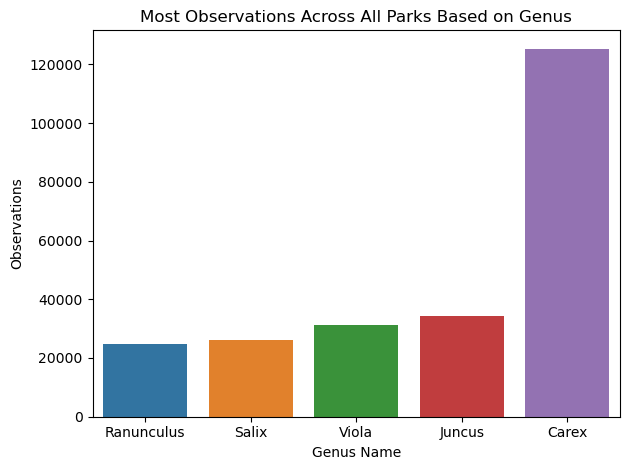 Most Observations Across All Parks Based on Genus
120000
100000
80000
60000
40000
20000
0
Observations
Ranunculus Salix Viola Juncus Carex
Genus Name